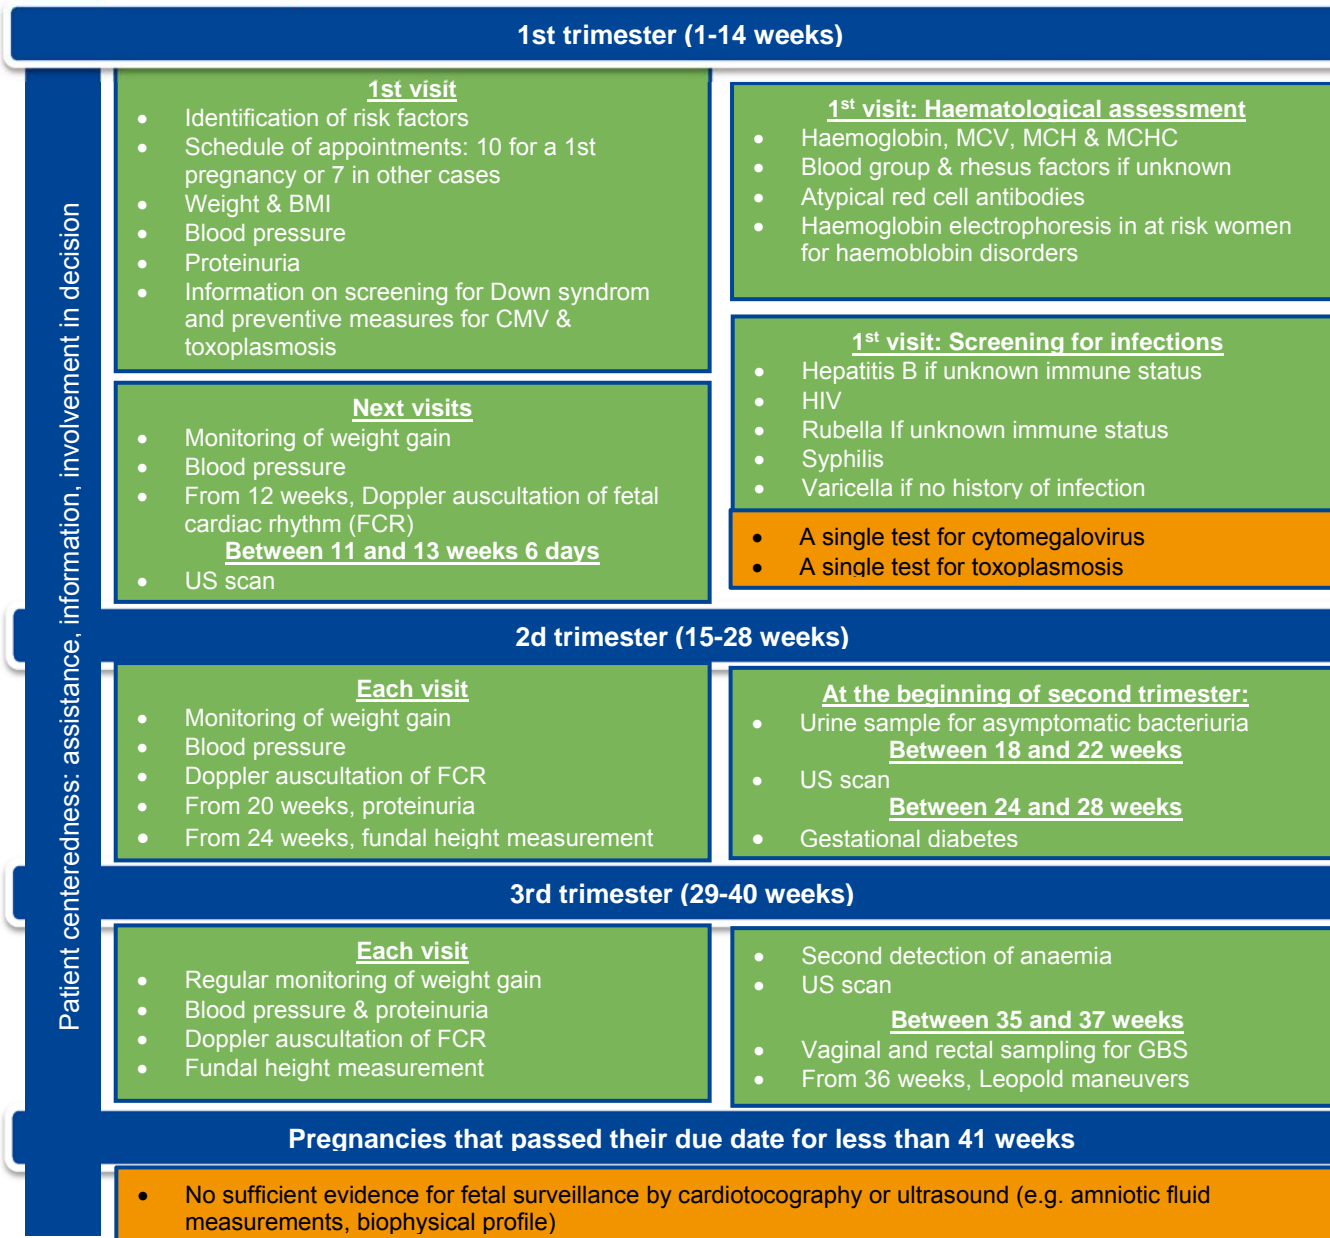 1st trimester (1-14 weeks)
Patient centeredness: assistance, information, involvement in decision
1st visit
• Identification of risk factors
• Schedule of appointments: 10 for a 1st
pregnancy or 7 in other cases
• Weight & BMI
• Blood pressure
• Proteinuria
• Information on screening for Down syndrom
and preventive measures for CMV &
toxoplasmosis
Next visits
• Monitoring of weight gain
• Blood pressure
• From 12 weeks, Doppler auscultation of fetal
cardiac rhythm (FCR)
Between 11 and 13 weeks 6 days
• US scan
1st visit: Haematological assessment
• Haemoglobin, MCV, MCH & MCHC
• Blood group & rhesus factors if unknown
• Atypical red cell antibodies
• Haemoglobin electrophoresis in at risk women
for haemoblobin disorders
1st visit: Screening for infections
• Hepatitis B if unknown immune status
• HIV
• Rubella If unknown immune status
• Syphilis
• Varicella if no history of infection
• A single test for cytomegalovirus
• A single test for toxoplasmosis
2d trimester (15-28 weeks)
Each visit
• Monitoring of weight gain
• Blood pressure
• Doppler auscultation of FCR
• From 20 weeks, proteinuria
• From 24 weeks, fundal height measurement
At the beginning of second trimester:
• Urine sample for asymptomatic bacteriuria
Between 18 and 22 weeks
• US scan
Between 24 and 28 weeks
• Gestational diabetes
3rd trimester (29-40 weeks)
Each visit
• Regular monitoring of weight gain
• Blood pressure & proteinuria
• Doppler auscultation of FCR
• Fundal height measurement
• Second detection of anaemia
• US scan
Between 35 and 37 weeks
• Vaginal and rectal sampling for GBS
• From 36 weeks, Leopold maneuvers
Pregnancies that passed their due date for less than 41 weeks
• No sufficient evidence for fetal surveillance by cardiotocography or ultrasound (e.g. amniotic fluid
measurements, biophysical profile)